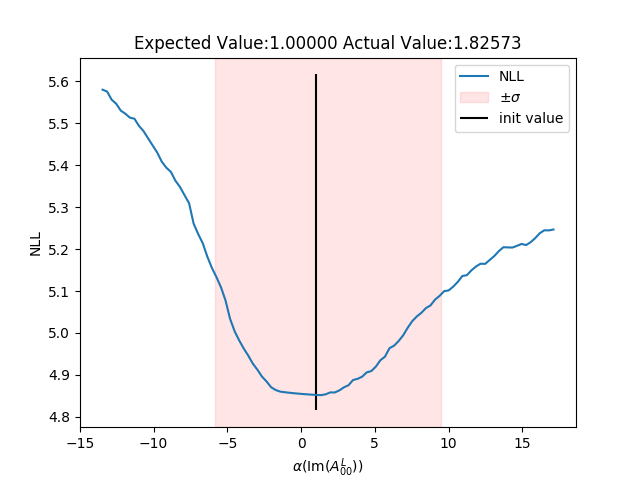 Expected Value:1.00000 Actual Value:1.82573
NLL
±σ
init value
NLL
5.6
5.5
5.4
5.3
5.2
5.1
5.0
4.9
4.8
−15
−10
−5
0
5
10
15
α(Im(A^L_00))